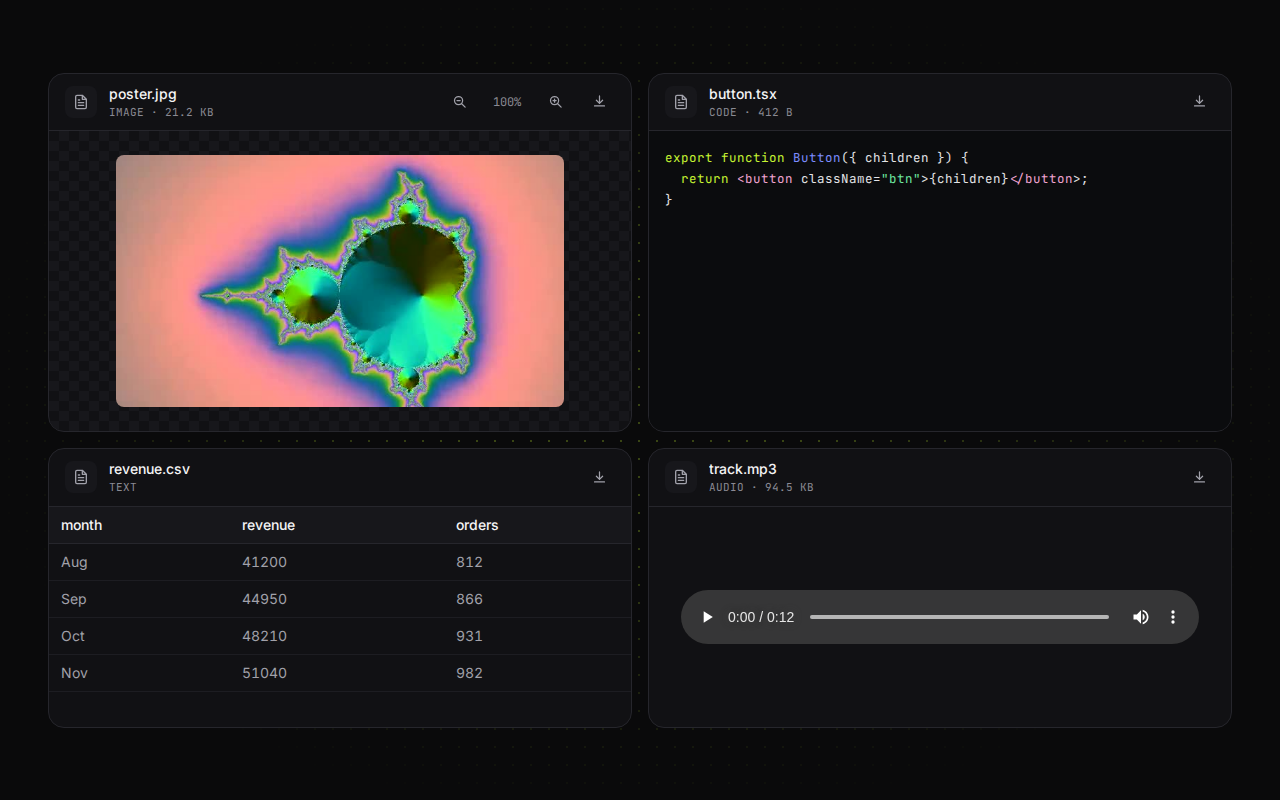 poster.jpg
IMAGE · 21.2 KB
100%
button.tsx
CODE · 412 B
export function Button({ children }) {
  return <button className="btn">{children}</button>;
}
revenue.csv
TEXT
month revenue orders
Aug 41200 812
Sep 44950 866
Oct 48210 931
Nov 51040 982
track.mp3
AUDIO · 94.5 KB
0:00 / 0:12